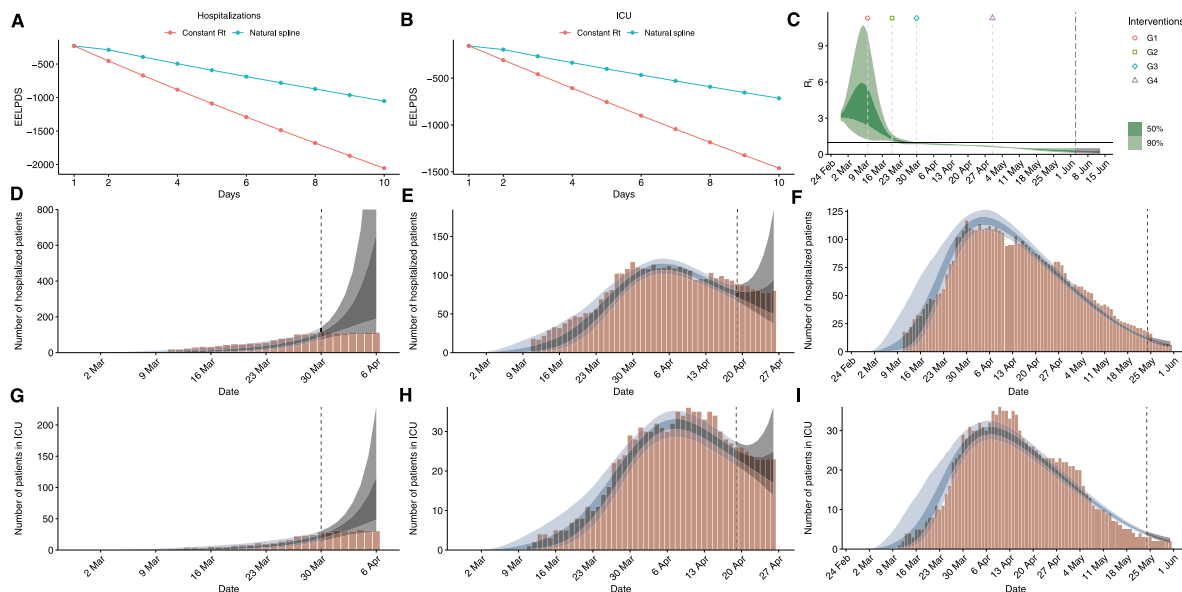 A
Hospitalizations
Constant Rt
Natural spline
EELPDS
−500
−1000
−1500
−2000
1
2
4
6
8
10
Days
B
ICU
Constant Rt
Natural spline
EELPDS
−500
−1000
−1500
1
2
4
6
8
10
Days
C
Rt
9
6
3
0
24 Feb
2 Mar
9 Mar
16 Mar
23 Mar
30 Mar
6 Apr
13 Apr
20 Apr
27 Apr
4 May
11 May
18 May
25 May
1 Jun
8 Jun
15 Jun
Interventions
G1
G2
G3
G4
50%
90%
D
Number of hospitalized patients
800
600
400
200
100
0
2 Mar
9 Mar
16 Mar
23 Mar
30 Mar
6 Apr
Date
E
Number of hospitalized patients
150
100
50
0
2 Mar
9 Mar
16 Mar
23 Mar
30 Mar
6 Apr
13 Apr
20 Apr
27 Apr
Date
F
Number of hospitalized patients
125
100
75
50
25
0
24 Feb
2 Mar
9 Mar
16 Mar
23 Mar
30 Mar
6 Apr
13 Apr
20 Apr
27 Apr
4 May
11 May
18 May
25 May
1 Jun
Date
G
Number of patients in ICU
200
150
100
50
0
2 Mar
9 Mar
16 Mar
23 Mar
30 Mar
6 Apr
Date
H
Number of patients in ICU
30
20
10
0
2 Mar
9 Mar
16 Mar
23 Mar
30 Mar
6 Apr
13 Apr
20 Apr
27 Apr
Date
I
Number of patients in ICU
30
20
10
0
24 Feb
2 Mar
9 Mar
16 Mar
23 Mar
30 Mar
6 Apr
13 Apr
20 Apr
27 Apr
4 May
11 May
18 May
25 May
1 Jun
Date